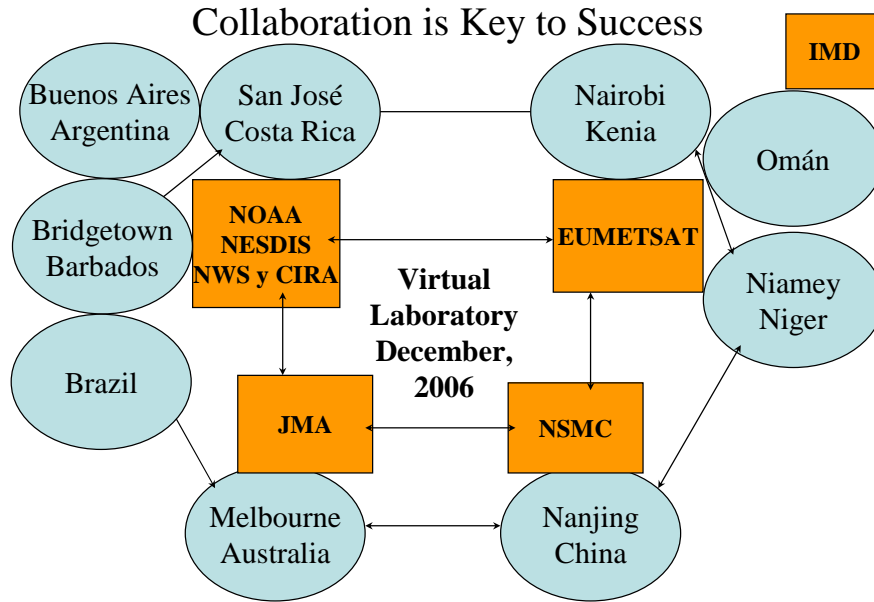 Collaboration is Key to Success
IMD
Buenos Aires
Argentina
San José
Costa Rica
Nairobi
Kenia
Omán
Bridgetown
Barbados
NOAA
NESDIS
NWS y CIRA
EUMETSAT
Virtual
Laboratory
December,
2006
Niamey
Niger
Brazil
JMA
NSMC
Melbourne
Australia
Nanjing
China